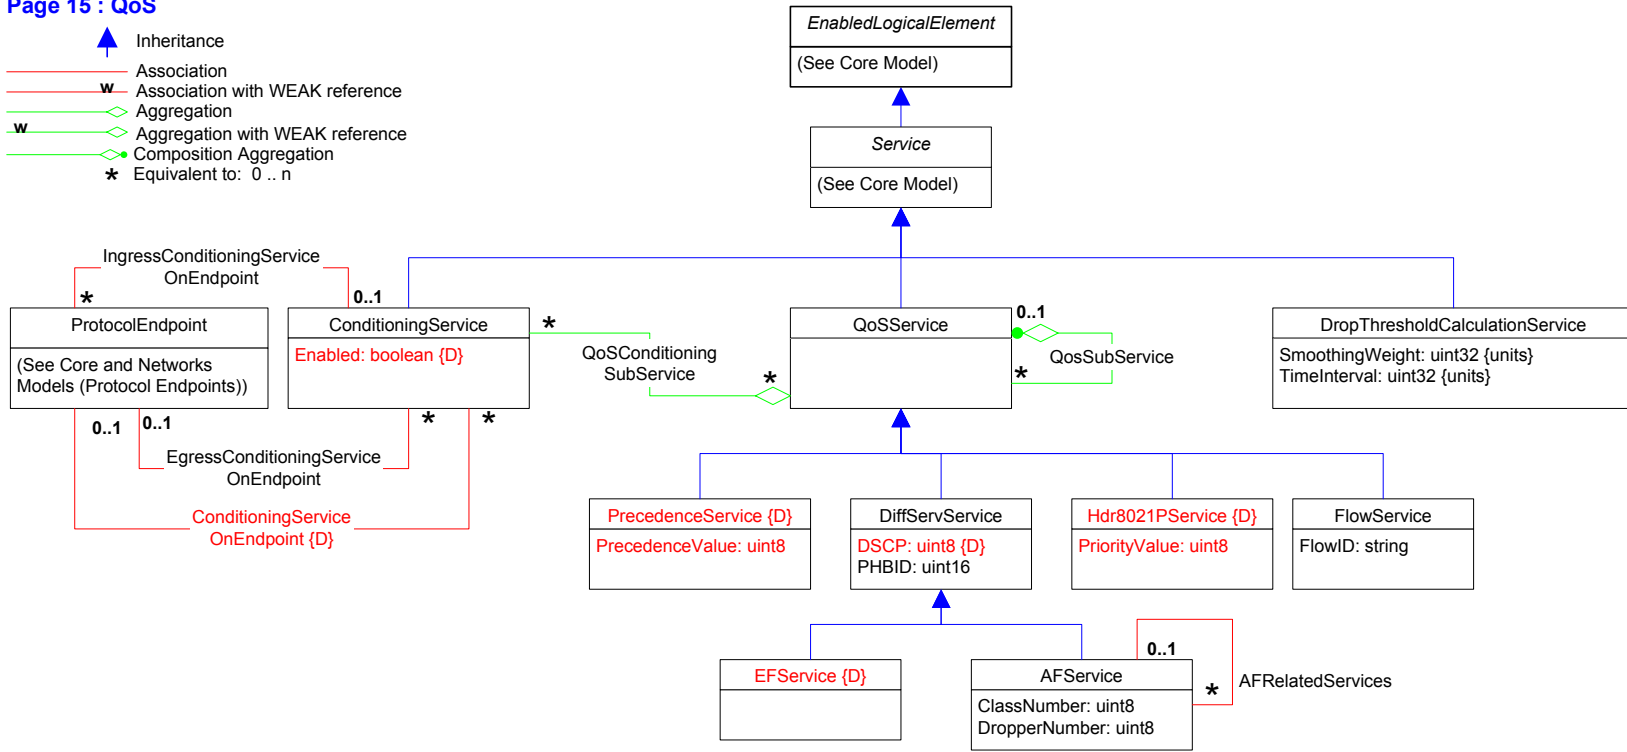 Page 15 : QoS
Inheritance
Association
w
Association with WEAK reference
Aggregation
w
Aggregation with WEAK reference
Composition Aggregation
* Equivalent to: 0 .. n
EnabledLogicalElement
(See Core Model)
Service
(See Core Model)
IngressConditioningService
OnEndpoint
*
0..1
ProtocolEndpoint
(See Core and Networks
Models (Protocol Endpoints))
ConditioningService
Enabled: boolean {D}
*
QoSConditioning
SubService
*
QoSService
0..1
QosSubService
*
DropThresholdCalculationService
SmoothingWeight: uint32 {units}
TimeInterval: uint32 {units}
0..1
0..1
*
*
EgressConditioningService
OnEndpoint
ConditioningService
OnEndpoint {D}
PrecedenceService {D}
PrecedenceValue: uint8
DiffServService
DSCP: uint8 {D}
PHBID: uint16
Hdr8021PService {D}
PriorityValue: uint8
FlowService
FlowID: string
EFService {D}
AFService
ClassNumber: uint8
DropperNumber: uint8
0..1
*
AFRelatedServices